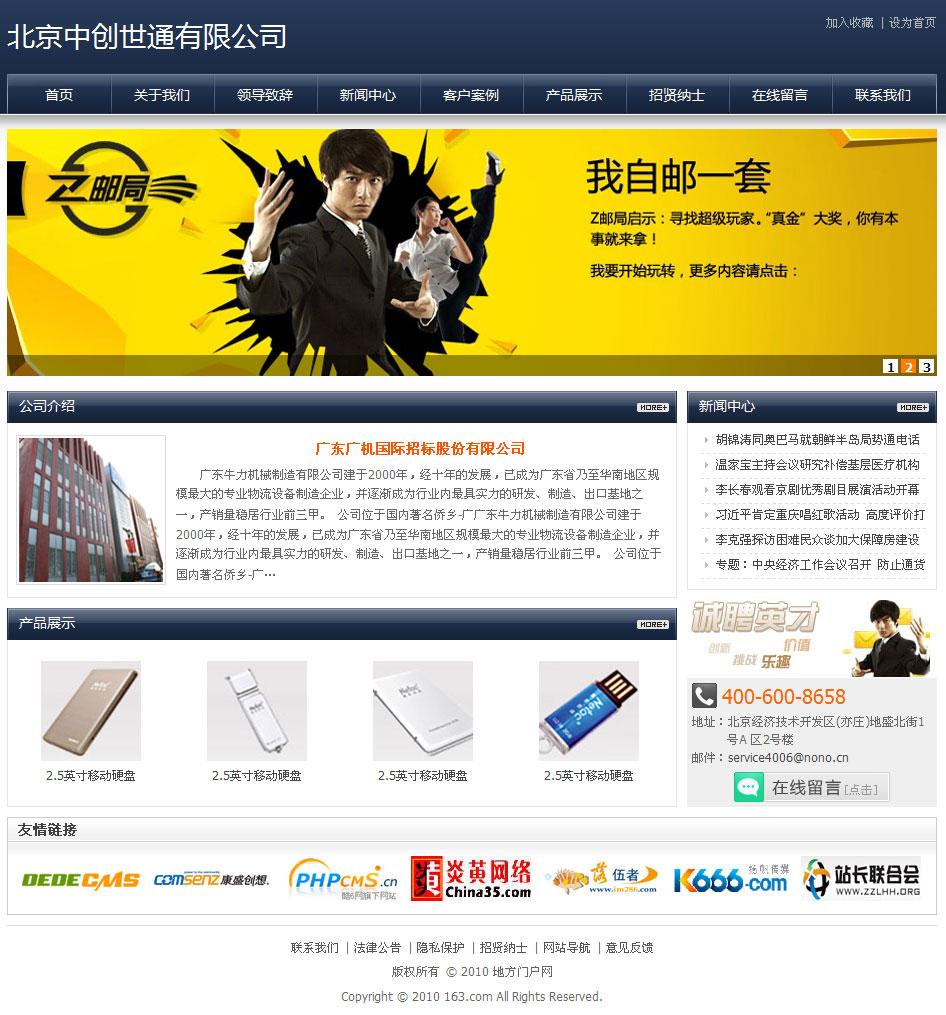 北京中创世通有限公司
加入收藏 | 设为首页
首页 关于我们 领导致辞 新闻中心 客户案例 产品展示 招贤纳士 在线留言 联系我们
Z邮局
我自邮一套
Z邮局启示：寻找超级玩家。“真金”大奖，你有本
事就来拿！
我要开始玩转，更多内容请点击：
1 2 3
公司介绍
MORE+
广东广机国际招标股份有限公司
广东牛力机械制造有限公司建于2000年，经十年的发展，已成为广东省乃至华南地区规
模最大的专业物流设备制造企业，并逐渐成为行业内最具实力的研发、制造、出口基地之
一，产销量稳居行业前三甲。 公司位于国内著名侨乡-广广东牛力机械制造有限公司建于
2000年，经十年的发展，已成为广东省乃至华南地区规模最大的专业物流设备制造企业，并
逐渐成为行业内最具实力的研发、制造、出口基地之一，产销量稳居行业前三甲。 公司位于
国内著名侨乡-广…
新闻中心
MORE+
胡锦涛同奥巴马就朝鲜半岛局势通电话
温家宝主持会议研究补偿基层医疗机构
李长春观看京剧优秀剧目展演活动开幕
习近平肯定重庆唱红歌活动 高度评价打
李克强探访困难民众谈加大保障房建设
专题：中央经济工作会议召开 防止通货
产品展示
MORE+
Netac
2.5英寸移动硬盘 2.5英寸移动硬盘 2.5英寸移动硬盘 2.5英寸移动硬盘
诚聘英才
创新 价值
挑战 乐趣
400-600-8658
地址：北京经济技术开发区(亦庄)地盛北街1
号A 区2号楼
邮件：service4006@nono.cn
在线留言 [点击]
友情链接
DEDECMS
COMSENZ 康盛创想.
PHPCMS.cn
酷6网旗下网站
炎黄网络
China35.com
落伍者
www.im286.com
扬帆传媒
K666.com
站长联合会
WWW.ZZLHH.ORG
联系我们 | 法律公告 | 隐私保护 | 招贤纳士 | 网站导航 | 意见反馈
版权所有 © 2010 地方门户网
Copyright © 2010 163.com All Rights Reserved.